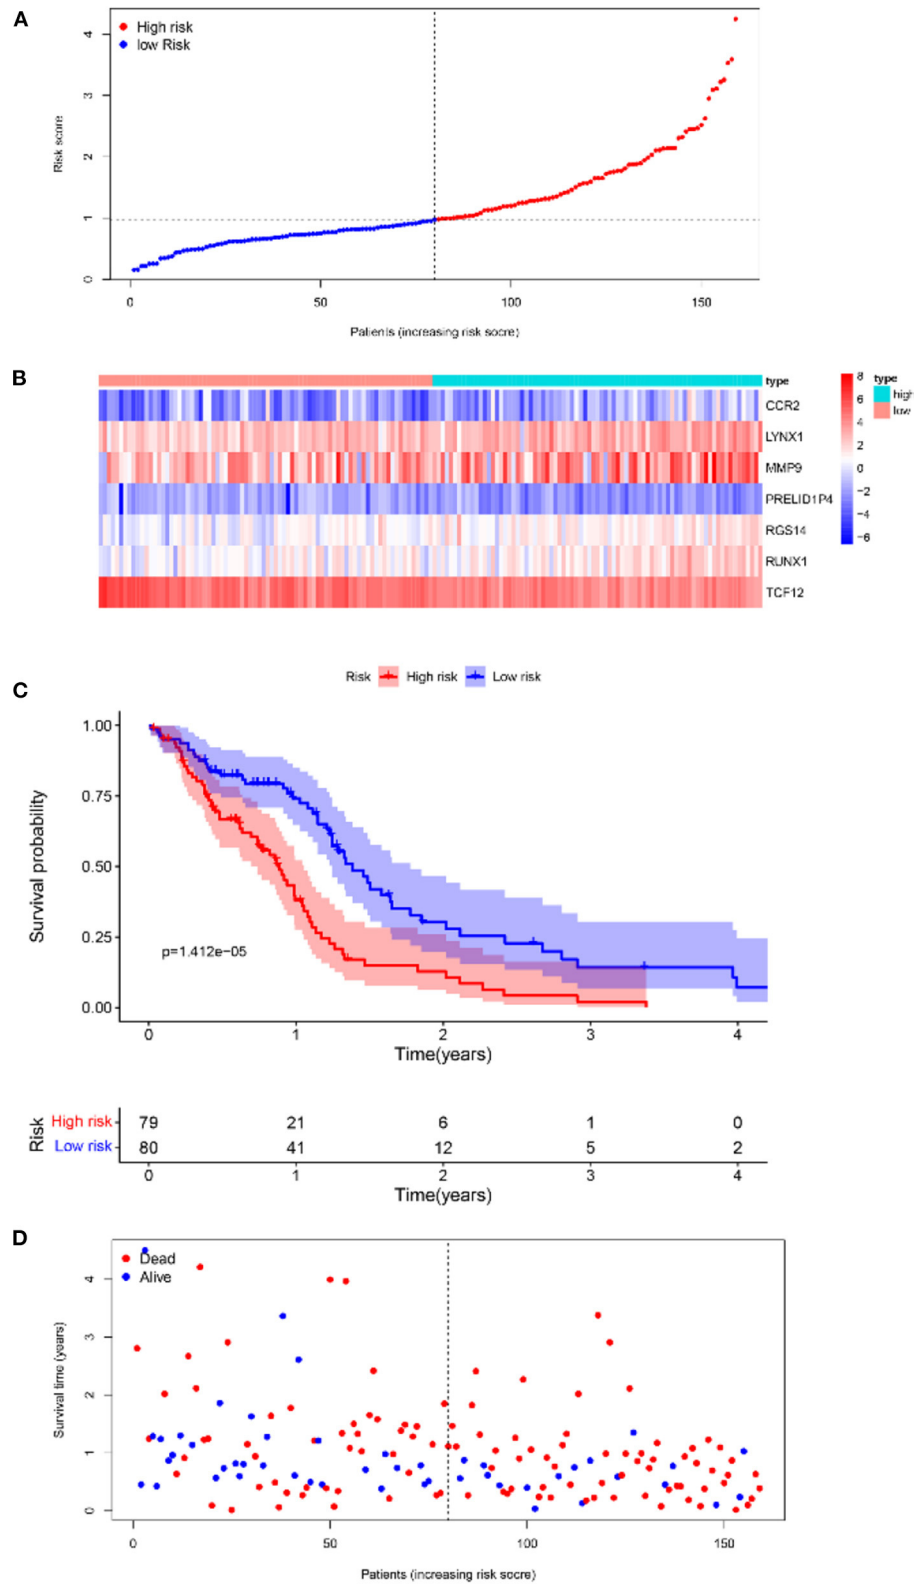 A
High risk
low Risk
Risk score
4
3
2
1
0
0 50 100 150
Patients (increasing risk socre)
B
type
CCR2
LYNX1
MMP9
PRELID1P4
RGS14
RUNX1
TCF12
8
6
4
2
0
−2
−4
−6
type
high
low
C
Risk High risk Low risk
Survival probability
1.00
0.75
0.50
0.25
0.00
p=1.412e−05
0 1 2 3 4
Time(years)
Risk
High risk 79 21 6 1 0
Low risk 80 41 12 5 2
0 1 2 3 4
Time(years)
D
Dead
Alive
Survival time (years)
4
3
2
1
0
0 50 100 150
Patients (increasing risk socre)